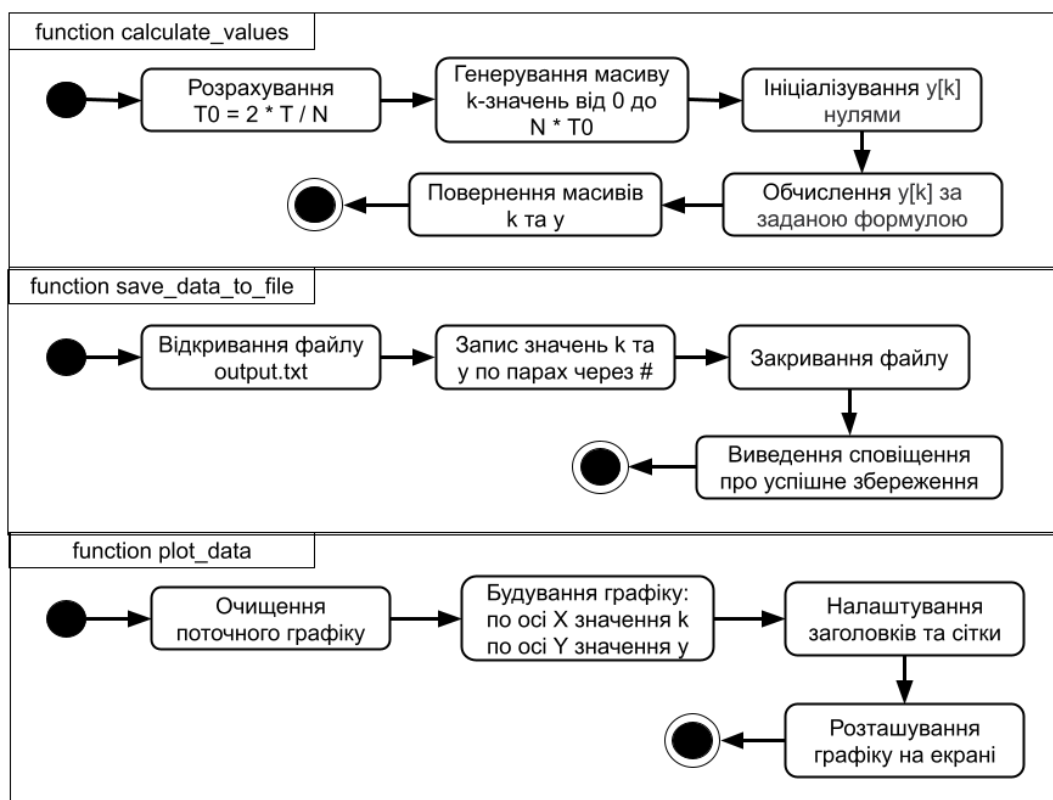 function calculate_values
Розрахування
T0 = 2 * T / N
Генерування масиву
k-значень від 0 до
N * T0
Ініціалізування y[k]
нулями
Обчислення y[k] за
заданою формулою
Повернення масивів
k та y
function save_data_to_file
Відкривання файлу
output.txt
Запис значень k та
y по парах через #
Закривання файлу
Виведення сповіщення
про успішне збереження
function plot_data
Очищення
поточного графіку
Будування графіку:
по осі X значення k
по осі Y значення y
Налаштування
заголовків та сітки
Розташування
графіку на екрані